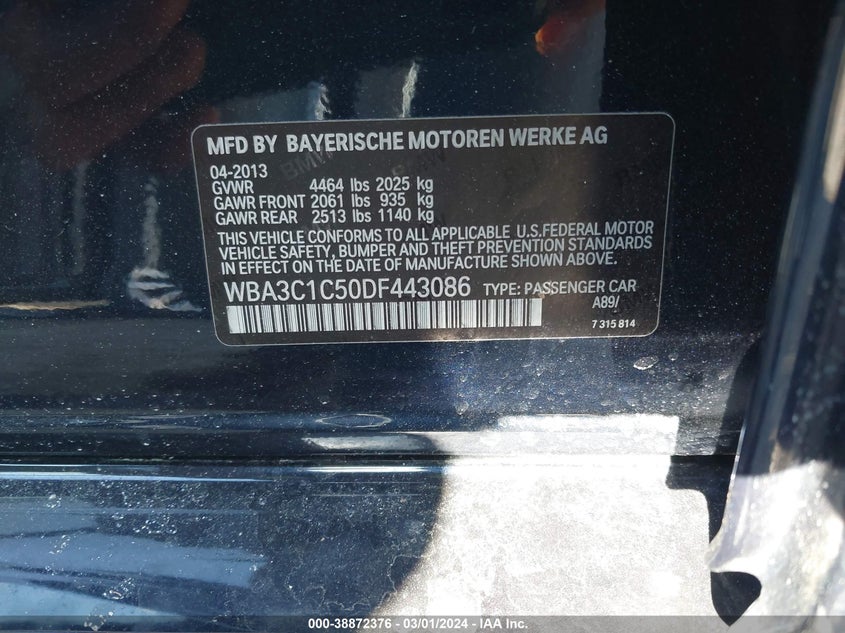 MFD BY BAYERISCHE MOTOREN WERKE AG
04-2013
GVWR 4464 lbs 2025 kg
GAWR FRONT 2061 lbs 935 kg
GAWR REAR 2513 lbs 1140 kg
THIS VEHICLE CONFORMS TO ALL APPLICABLE U.S.FEDERAL MOTOR
VEHICLE SAFETY, BUMPER AND THEFT PREVENTION STANDARDS
IN EFFECT ON THE DATE OF MANUFACTURE SHOWN ABOVE.
WBA3C1C50DF443086 TYPE: PASSENGER CAR
A89/
7 315 814
000-38872376 - 03/01/2024 - IAA Inc.